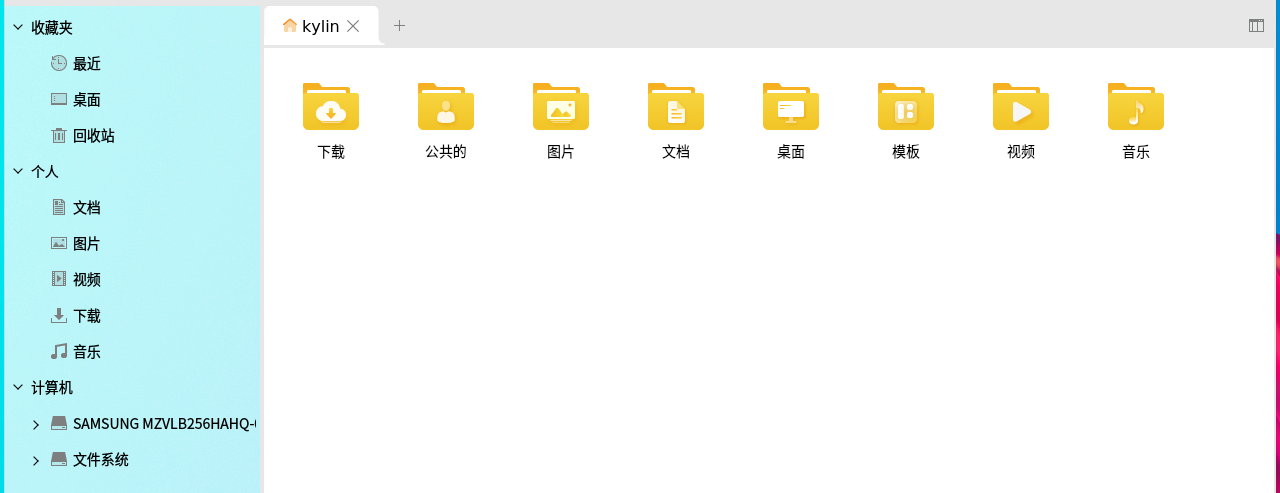 收藏夹
最近
桌面
回收站
个人
文档
图片
视频
下载
音乐
计算机
SAMSUNG MZVLB256HAHQ-
文件系统
kylin
下载
公共的
图片
文档
桌面
模板
视频
音乐